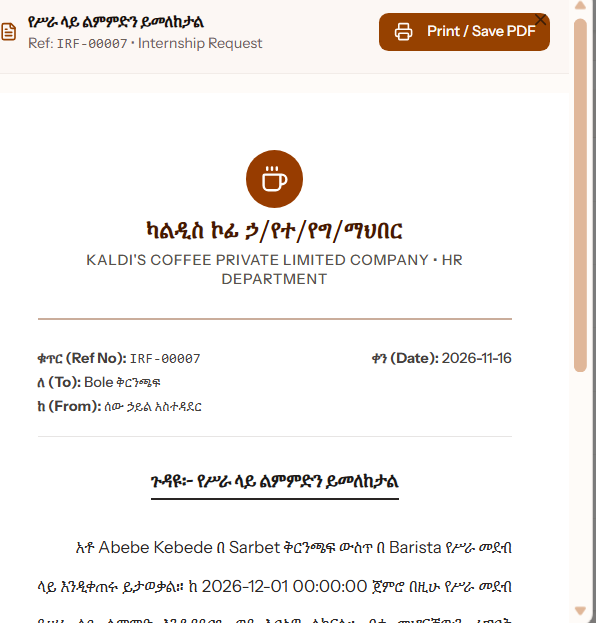 የሥራ ላይ ልምምድን ይመለከታል
Ref: IRF-00007 • Internship Request
Print / Save PDF
ካልዲስ ኮፊ ኃ/የተ/የግ/ማህበር
KALDI'S COFFEE PRIVATE LIMITED COMPANY • HR
DEPARTMENT
ቁጥር (Ref No): IRF-00007
ቀን (Date): 2026-11-16
ለ (To): Bole ቅርንጫፍ
ከ (From): ሰው ኃይል አስተዳደር
ጉዳዩ፡- የሥራ ላይ ልምምድን ይመለከታል
አቶ Abebe Kebede በ Sarbet ቅርንጫፍ ውስጥ በ Barista የሥራ መደብ
ላይ እንዲቀጠሩ ይታወቃል። ከ 2026-12-01 00:00:00 ጀምሮ በዚሁ የሥራ መደብ